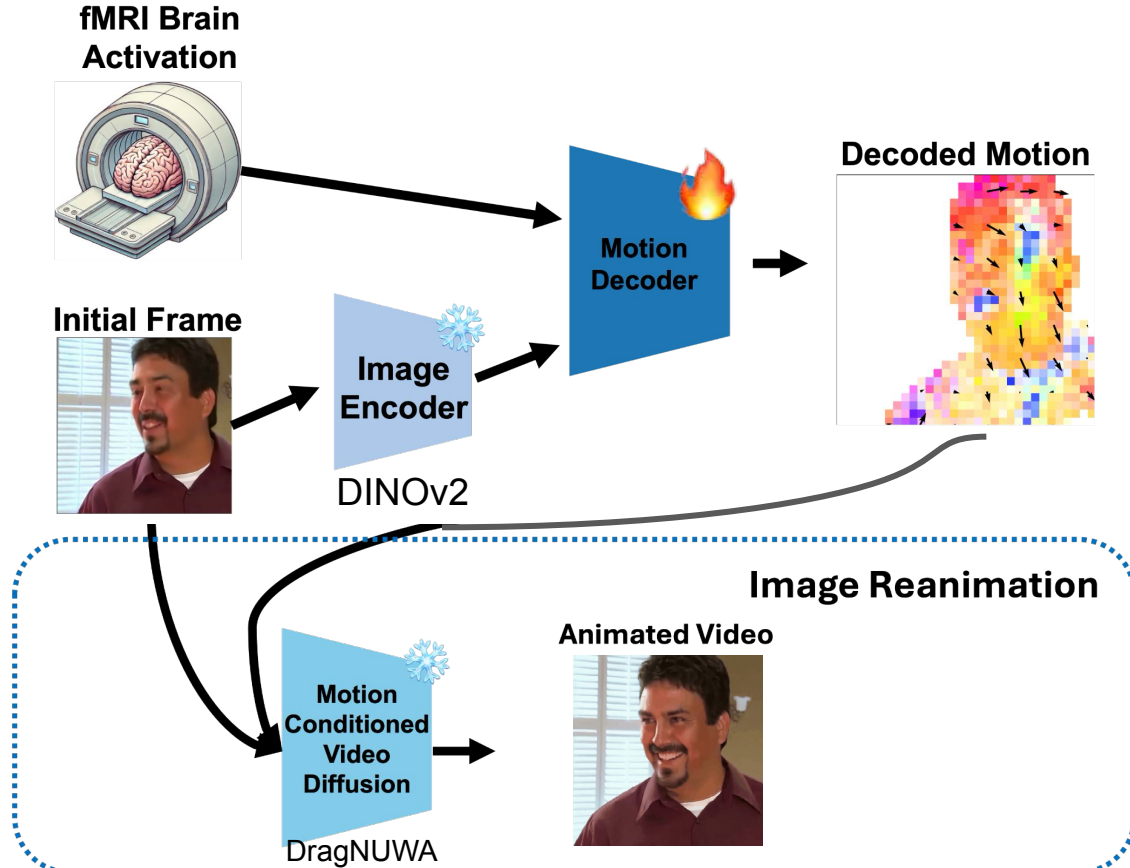 fMRI Brain
Activation
Decoded Motion
Motion
Decoder
Initial Frame
Image
Encoder
DINOv2
Image Reanimation
Animated Video
Motion
Conditioned
Video
Diffusion
DragNUWA